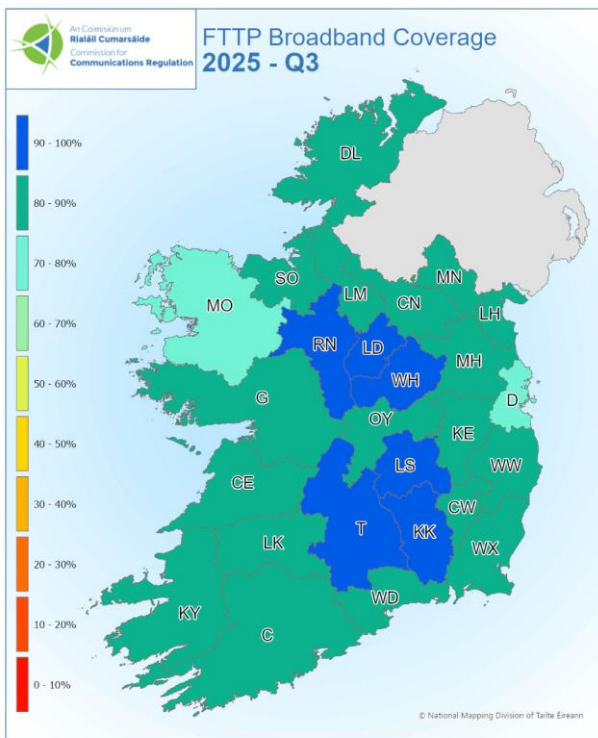 An Coimisiún um
Rialáil Cumarsáide
Commission for
Communications Regulation
FTTP Broadband Coverage
2025 - Q3
90 - 100%
80 - 90%
70 - 80%
60 - 70%
50 - 60%
40 - 50%
30 - 40%
20 - 30%
10 - 20%
0 - 10%
DL
SO
MO
LM
CN
MN
LH
RN
LD
WH
MH
D
G
OY
KE
LS
WW
CE
CW
T
KK
WX
LK
WD
KY
C
© National Mapping Division of Tailte Éireann